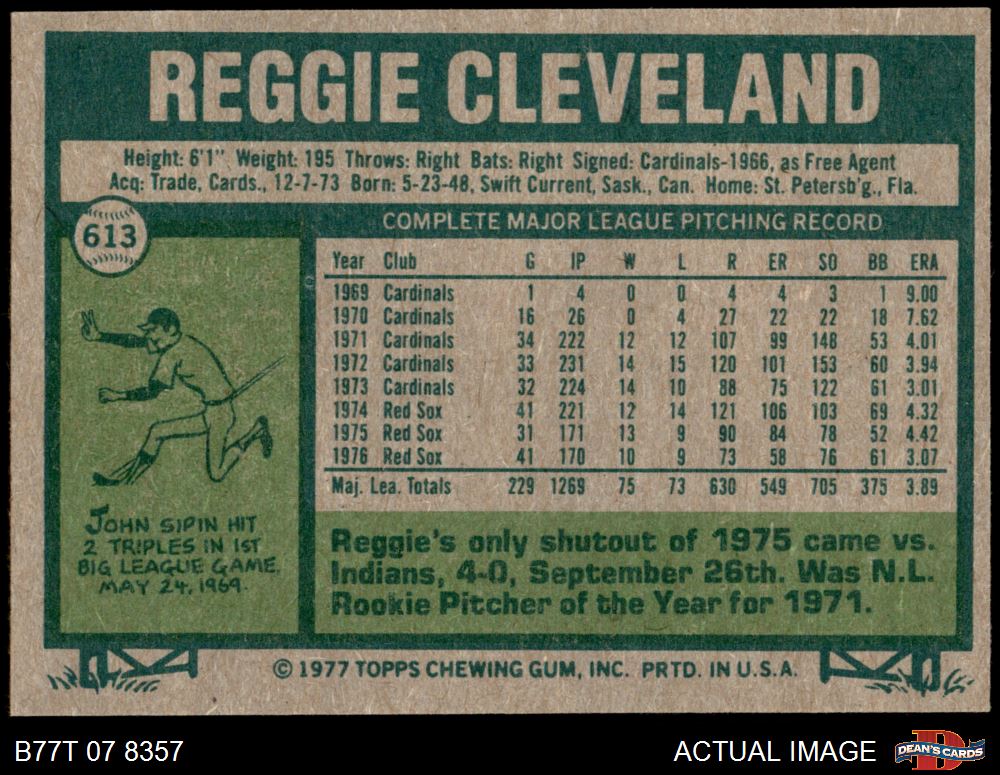 REGGIE CLEVELAND
Height: 6'1" Weight: 195 Throws: Right Bats: Right Signed: Cardinals-1966, as Free Agent
Acq: Trade, Cards., 12-7-73 Born: 5-23-48, Swift Current, Sask., Can. Home: St. Petersb'g., Fla.
613
COMPLETE MAJOR LEAGUE PITCHING RECORD
Year Club G IP W L R ER SO BB ERA
1969 Cardinals 1 4 0 0 4 4 3 1 9.00
1970 Cardinals 16 26 0 4 27 22 22 18 7.62
1971 Cardinals 34 222 12 12 107 99 148 53 4.01
1972 Cardinals 33 231 14 15 120 101 153 60 3.94
1973 Cardinals 32 224 14 10 88 75 122 61 3.01
1974 Red Sox 41 221 12 14 121 106 103 69 4.32
1975 Red Sox 31 171 13 9 90 84 78 52 4.42
1976 Red Sox 41 170 10 9 73 58 76 61 3.07
Maj. Lea. Totals 229 1269 75 73 630 549 705 375 3.89
JOHN SIPIN HIT
2 TRIPLES IN 1ST
BIG LEAGUE GAME,
MAY 24, 1969.
Reggie's only shutout of 1975 came vs.
Indians, 4-0, September 26th. Was N.L.
Rookie Pitcher of the Year for 1971.
© 1977 TOPPS CHEWING GUM, INC. PRTD. IN U.S.A.
B77T 07 8357
ACTUAL IMAGE
DEAN'S CARDS